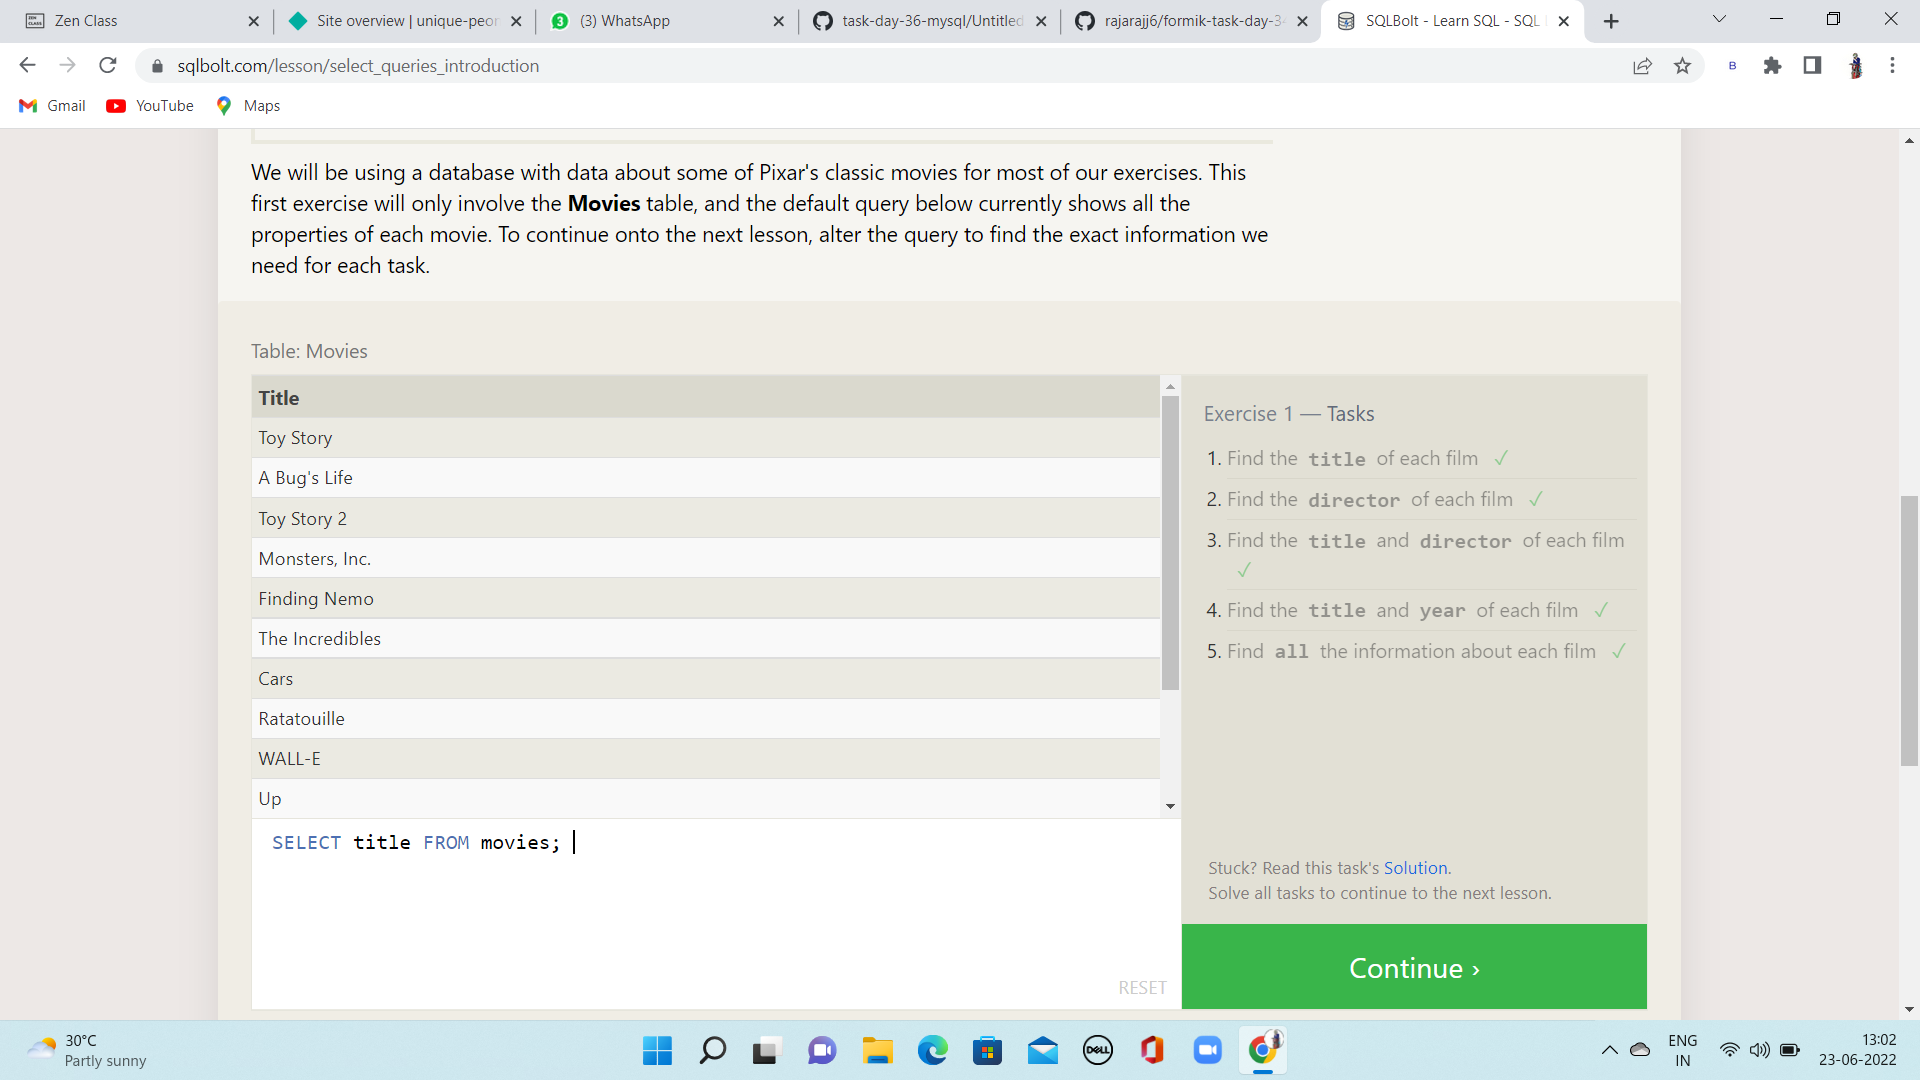 Zen Class
Site overview | unique-peor
(3) WhatsApp
task-day-36-mysql/Untitled
rajarajj6/formik-task-day-34
SQLBolt - Learn SQL - SQL
sqlbolt.com/lesson/select_queries_introduction
Gmail
YouTube
Maps
We will be using a database with data about some of Pixar's classic movies for most of our exercises. This
first exercise will only involve the Movies table, and the default query below currently shows all the
properties of each movie. To continue onto the next lesson, alter the query to find the exact information we
need for each task.
Table: Movies
Title
Toy Story
A Bug's Life
Toy Story 2
Monsters, Inc.
Finding Nemo
The Incredibles
Cars
Ratatouille
WALL-E
Up
SELECT title FROM movies;
RESET
Exercise 1 — Tasks
1. Find the title of each film ✓
2. Find the director of each film ✓
3. Find the title and director of each film
✓
4. Find the title and year of each film ✓
5. Find all the information about each film ✓
Stuck? Read this task's Solution.
Solve all tasks to continue to the next lesson.
Continue ›
30°C
Partly sunny
DELL
ENG
IN
13:02
23-06-2022